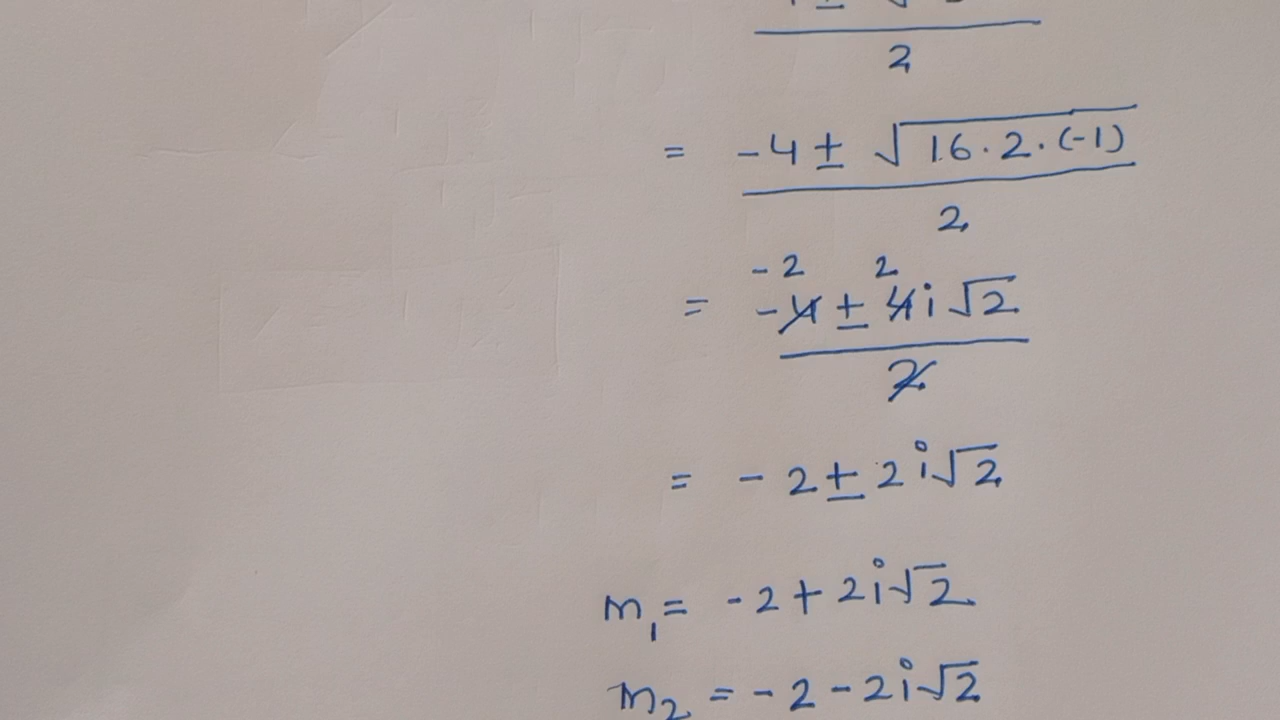 2
= -4 ± √16·2·(-1)
2
-2 2
= -4 ± 4i√2
2
= -2 ± 2i√2
m₁ = -2 + 2i√2
m₂ = -2 - 2i√2